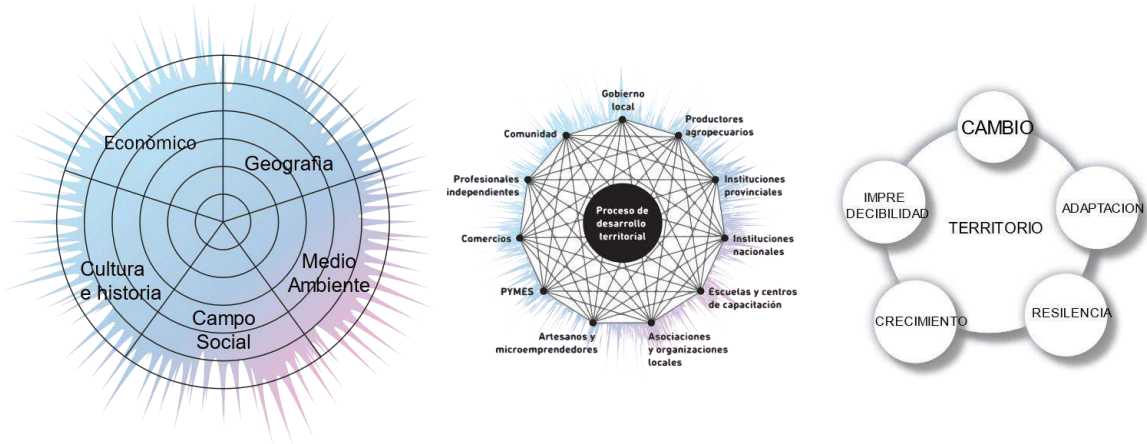 Econòmico
Geografia
Cultura
e historia
Medio
Ambiente
Campo
Social
Gobierno
local
Comunidad
Productores
agropecuarios
Profesionales
independientes
Instituciones
provinciales
Proceso de
desarrollo
territorial
Comercios
Instituciones
nacionales
PYMES
Escuelas y centros
de capacitación
Artesanos y
microemprendedores
Asociaciones
y organizaciones
locales
CAMBIO
IMPRE
DECIBILIDAD
ADAPTACION
TERRITORIO
CRECIMIENTO
RESILENCIA